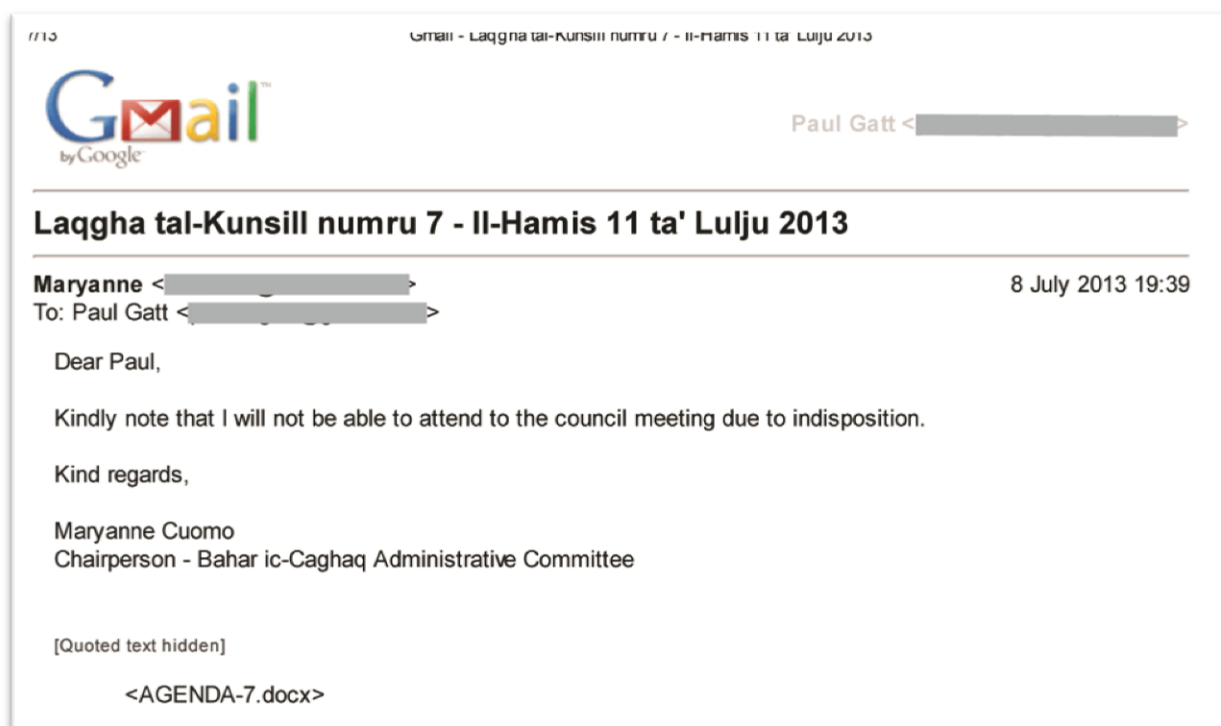 7/13 Gmail - Laqgha tal-Kunsill numru 7 - Il-Hamis 11 ta' Lulju 2013
Gmail™
by Google™
Paul Gatt < >
Laqgha tal-Kunsill numru 7 - Il-Hamis 11 ta' Lulju 2013
Maryanne < > 8 July 2013 19:39
To: Paul Gatt < >
Dear Paul,
Kindly note that I will not be able to attend to the council meeting due to indisposition.
Kind regards,
Maryanne Cuomo
Chairperson - Bahar ic-Caghaq Administrative Committee
[Quoted text hidden]
<AGENDA-7.docx>